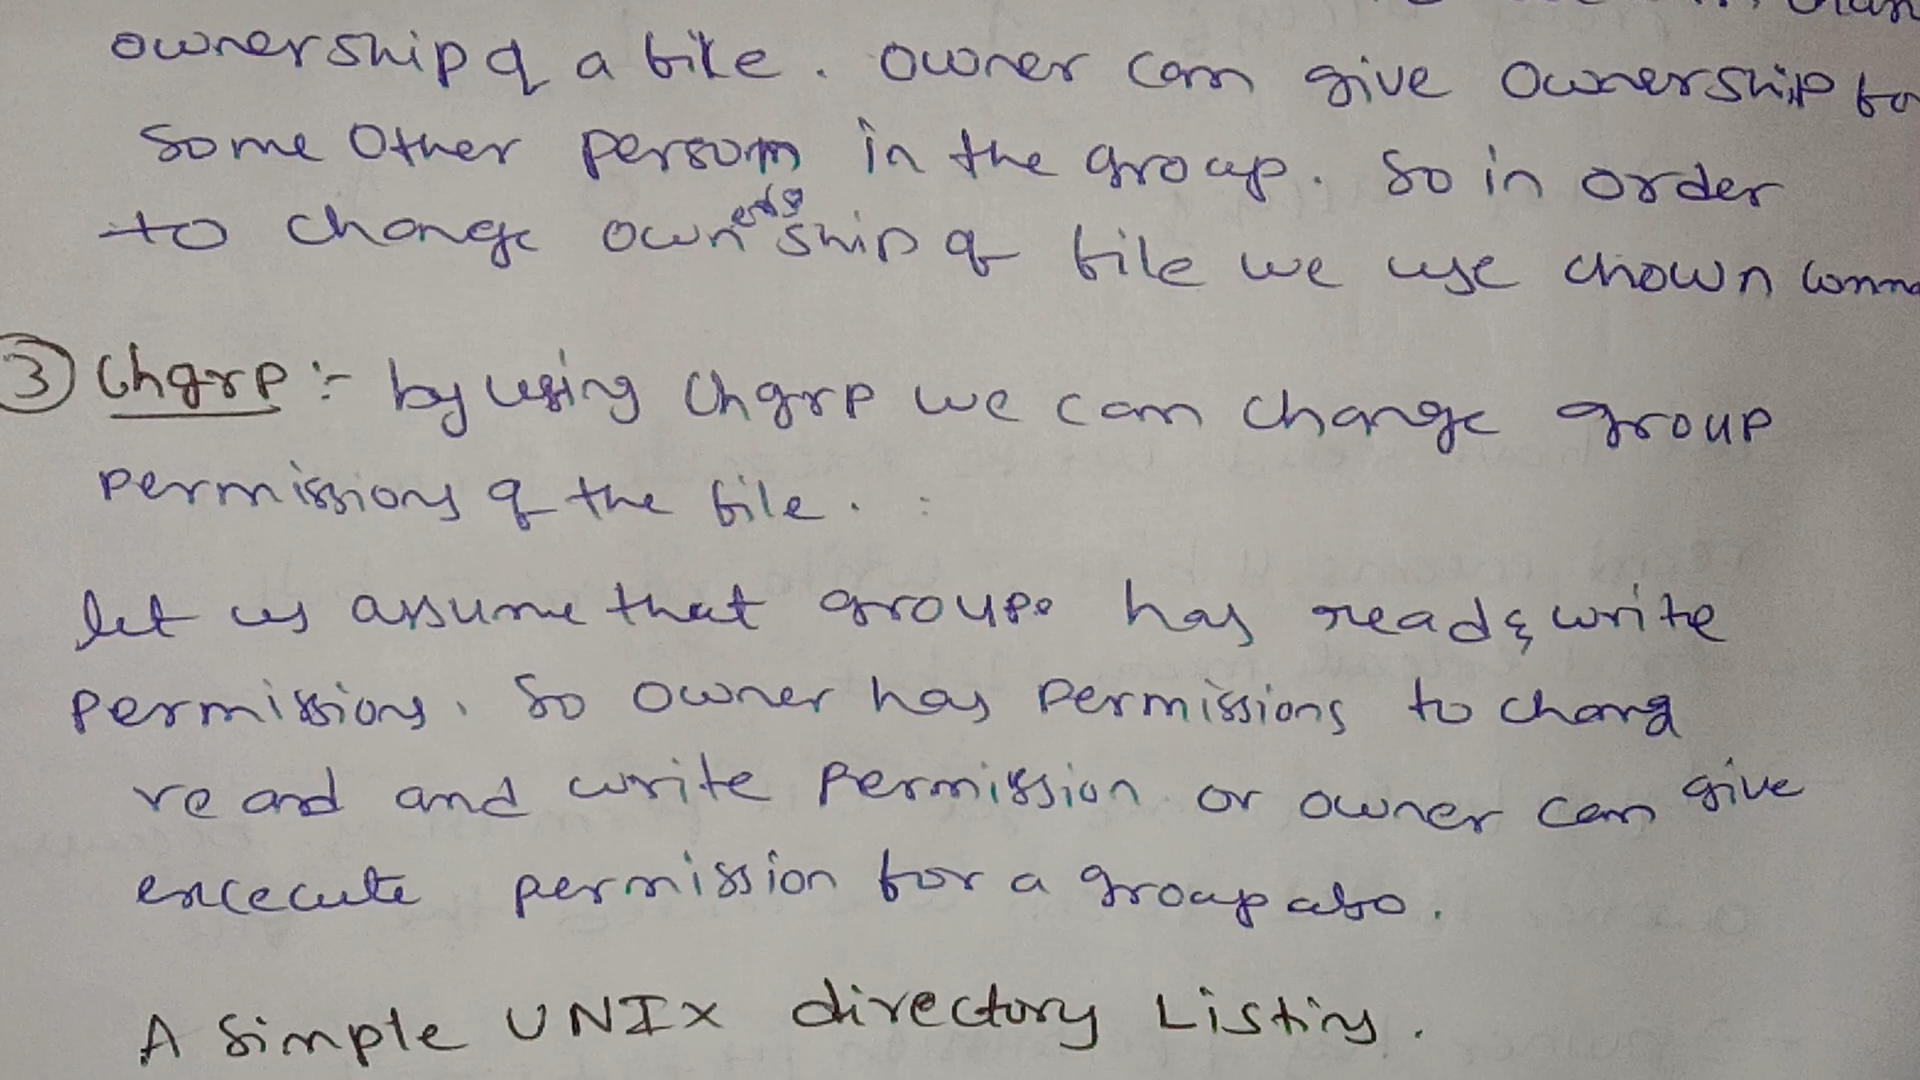 ownership of a file. owner can give ownership to
some other person in the group. So in order
to change ownership of file we use chown comma
③ Chgrp :- by using Chgrp we can change group
permissions of the file.
let us assume that groups has read & write
permissions. So owner has permissions to chang
read and write permission or owner can give
excecute permission for a group also.
A Simple UNIX directory Listing.